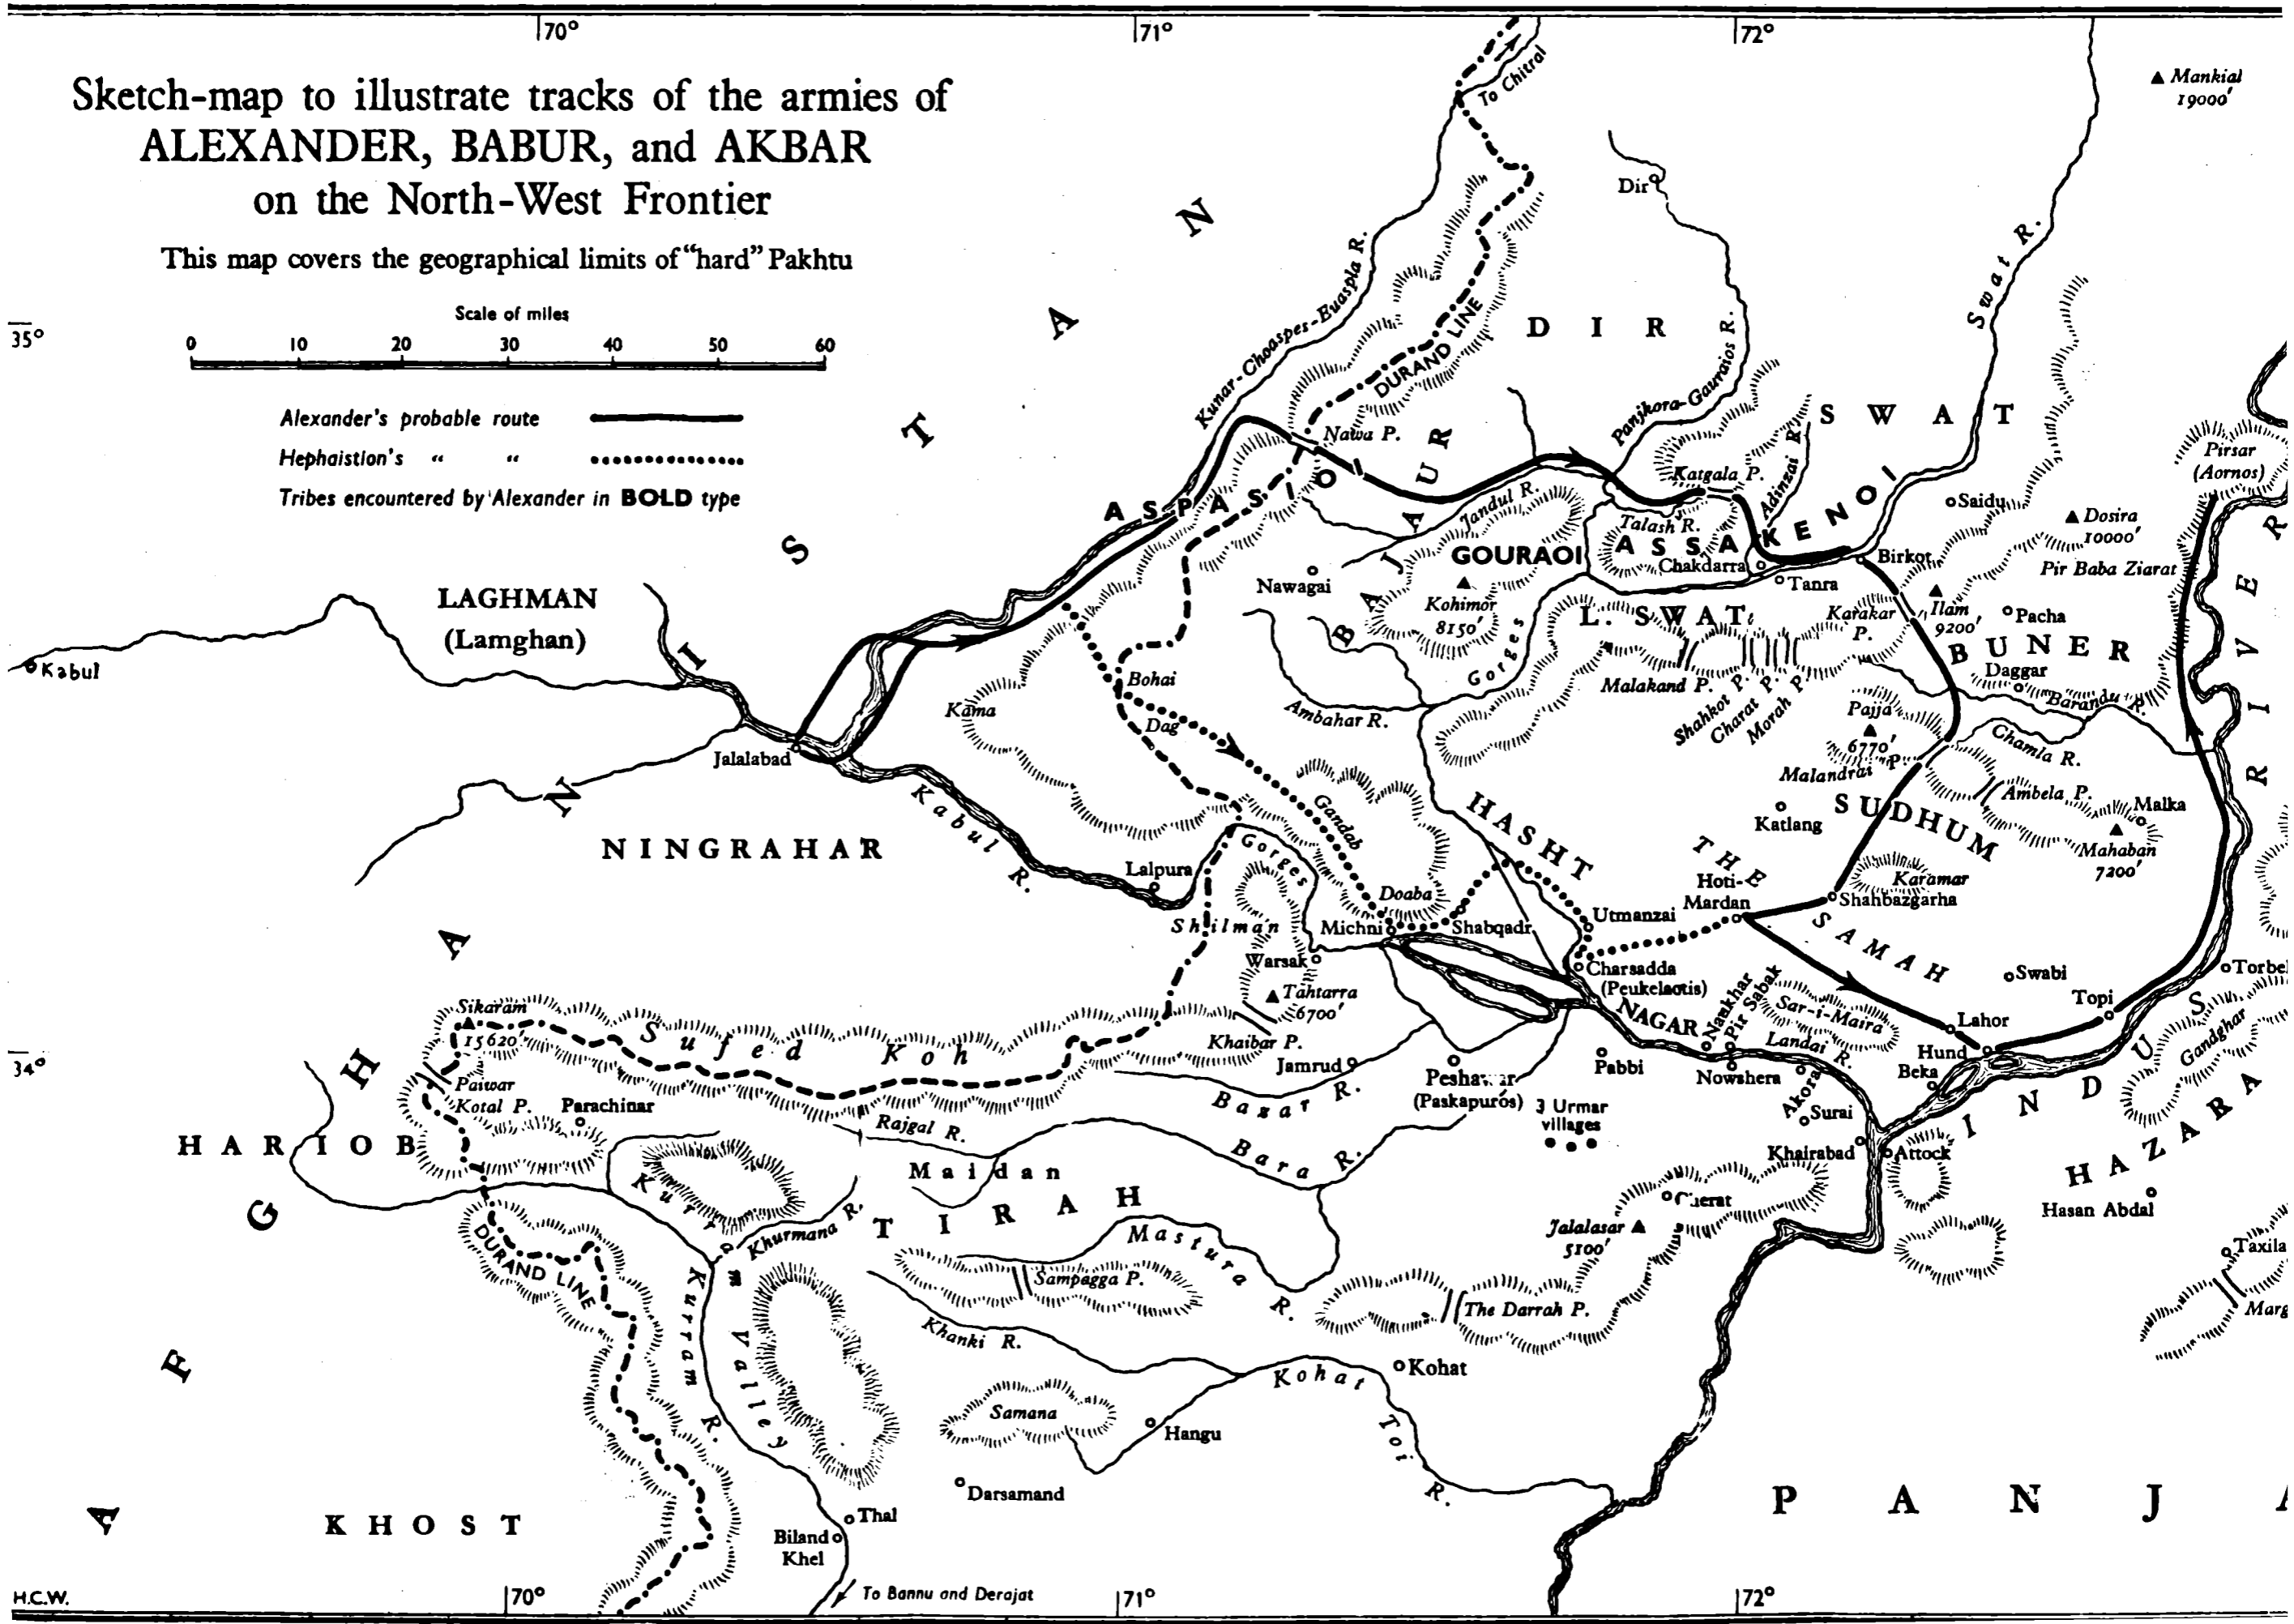 70°
71°
72°
Sketch-map to illustrate tracks of the armies of
ALEXANDER, BABUR, and AKBAR
on the North-West Frontier
This map covers the geographical limits of “hard” Pakhtu
Scale of miles
0 10 20 30 40 50 60
Alexander's probable route
Hephaistion's “ “
Tribes encountered by Alexander in BOLD type
35°
34°
To Chitral
Mankial
19000'
Dir
DIR
Swat R.
Kunar-Choaspes-Euaspla R.
DURAND LINE
Panjkora-Gauraios R.
SWAT
Nawa P.
Pirsar
(Aornos)
Katgala P.
Adinzai R.
ASPASIOI
BAJAUR
Jandul R.
Talash R.
ASSAKENOI
Saidu
Dosira
10000'
GOURAOI
Chakdarra
Birkot
Pir Baba Ziarat
Nawagai
Tanra
Kohimor
8150'
L. SWAT
Karakar
P.
Ilam
9200'
Pacha
BUNER
Daggar
Barandu R.
LAGHMAN
(Lamghan)
Kabul
AFGHANISTAN
Bohai
Dag
Kama
Gorges
Malakand P.
Shahkot P.
Charat P.
Morah P.
Ambahar R.
Pajja
6770'
Chamla R.
Malandrai P.
Ambela P.
Malka
Jalalabad
Kabul R.
Gandab
HASHT
NAGAR
Katlang
SUDHUM
Mahaban
7200'
NINGRAHAR
Lalpura
Gorges
THE
SAMAH
Hoti-
Mardan
Karamar
Shahbazgarha
Doaba
Shilman
Michni
Shabqadr
Utmanzai
Warsak
Charsadda
(Peukelaotis)
Swabi
Torbe
Tahtarra
6700'
Naukhar
Pir Sabak
Sar-i-Maira
Topi
Sikaram
15620'
Sufed Koh
Khaibar P.
Jamrud
Lahor
Landai R.
Hund
Beka
Gandghar
INDUS RIVER
Paiwar
Kotal P.
Parachinar
Bazar R.
Peshawar
(Paskapuros)
Pabbi
Nowshera
Akora
Surai
3 Urmar
villages
HARIOB
Rajgal R.
Maidan
Bara R.
Khairabad
Attock
HAZARA
Hasan Abdal
Kurram Valley
Khurmana R.
TIRAH
Mastura R.
Cherat
Jalalasar
5100'
Taxila
DURAND LINE
Kurram R.
Sampagga P.
The Darrah P.
Marg
Khanki R.
Kohat
Kohat Toi R.
Samana
Hangu
Darsamand
KHOST
Thal
Biland
Khel
PANJA
H.C.W.
70°
To Bannu and Derajat
71°
72°